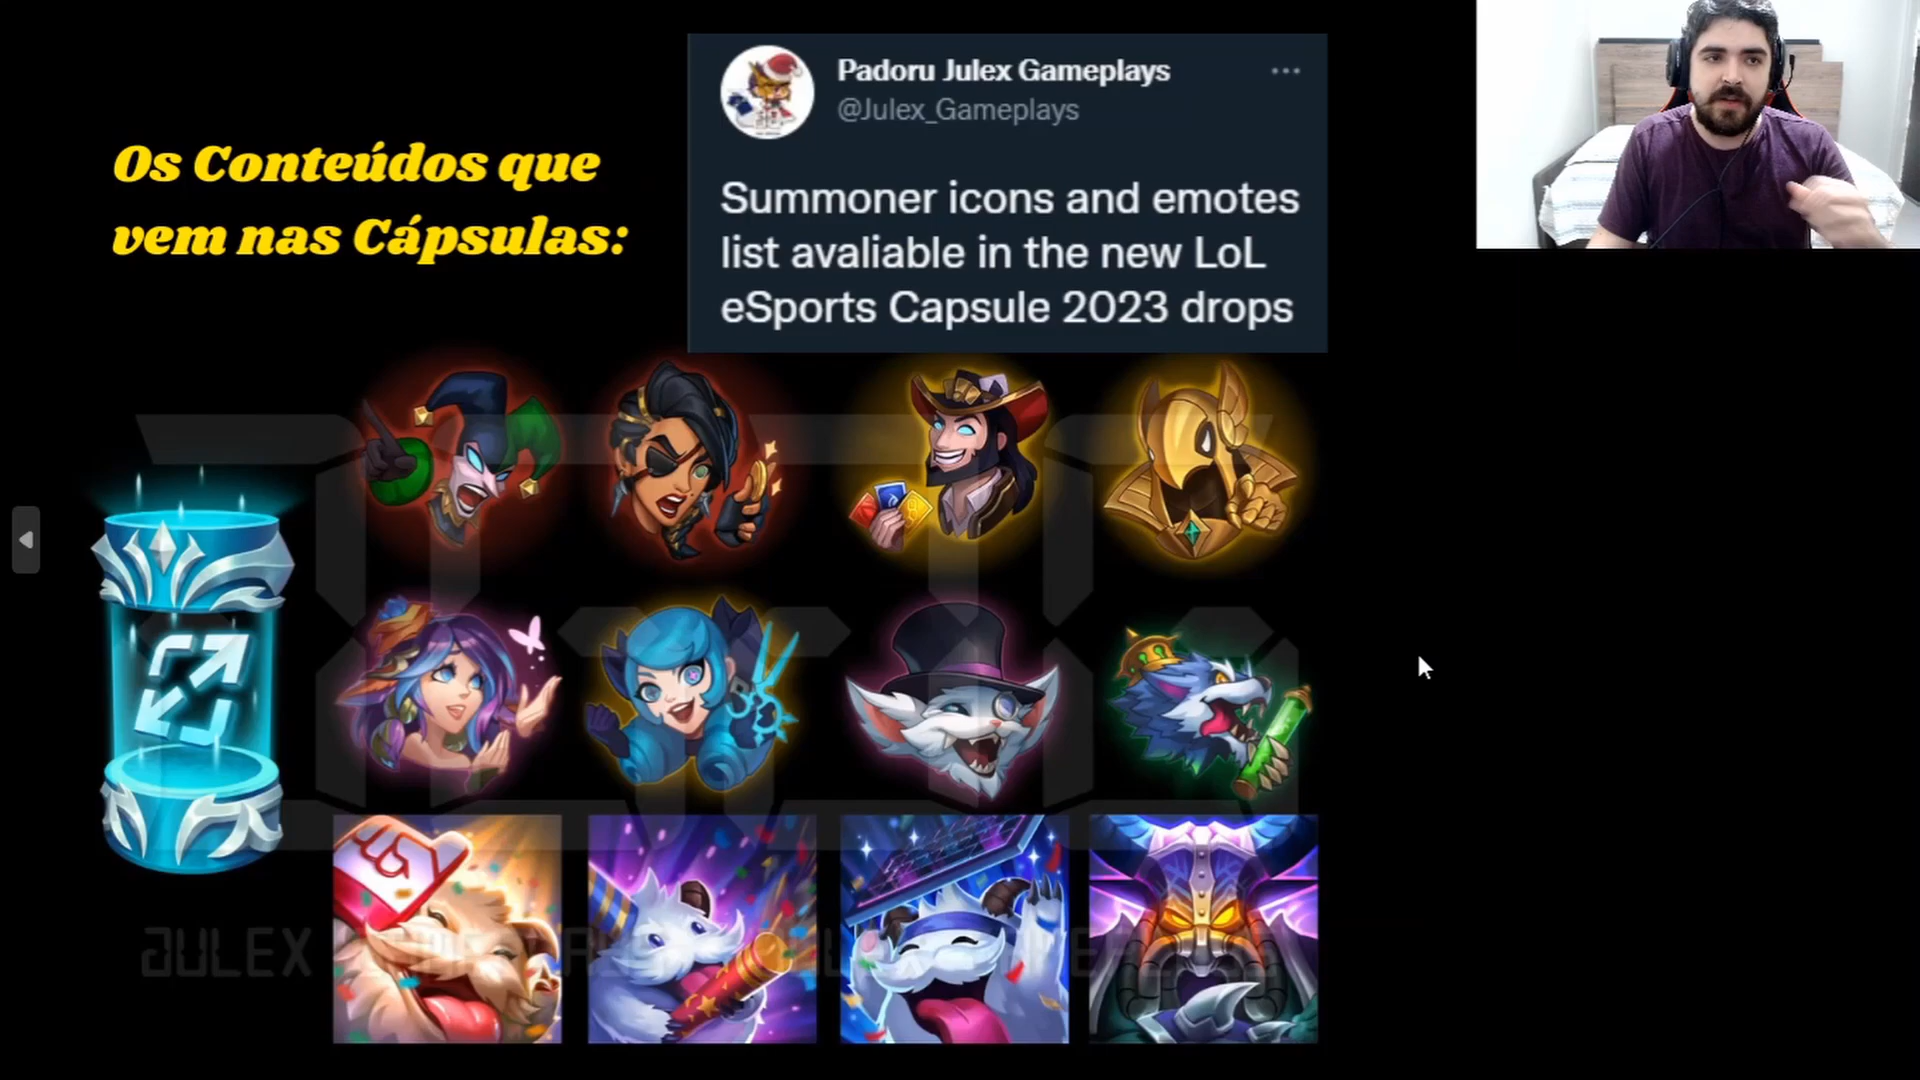 Os Conteúdos que
vem nas Cápsulas:
Padoru Julex Gameplays
@Julex_Gameplays
Summoner icons and emotes
list avaliable in the new LoL
eSports Capsule 2023 drops
JULEX